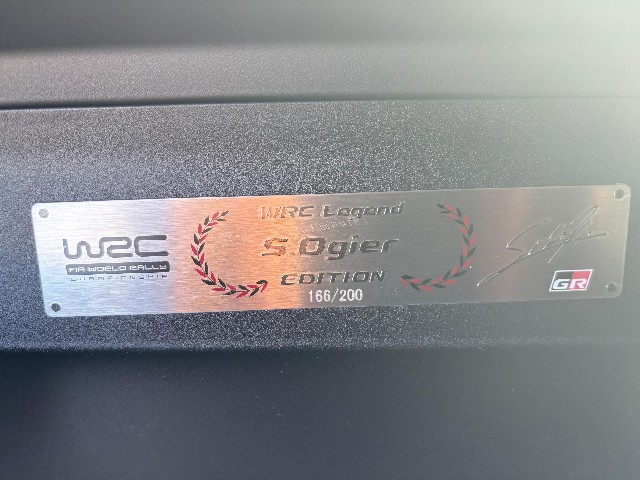 WRC
FIA WORLD RALLY
CHAMPIONSHIP
WRC Legend
S.Ogier
EDITION
166/200
GR